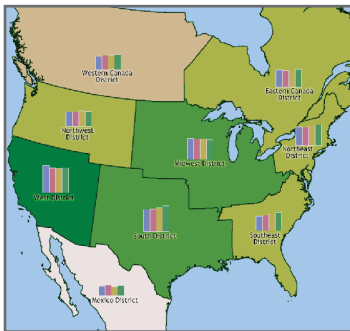 Western Canada
District
Eastern Canada
District
Northwest
District
Northeast
District
Midwest District
West District
South District
Southeast
District
Mexico District